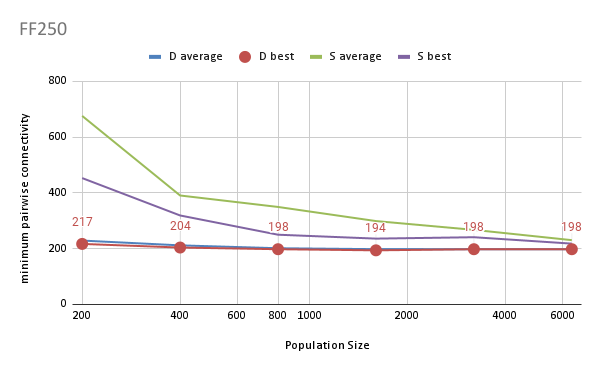 FF250
D average D best S average S best
800
600
400
200
0
minimum pairwise connectivity
217 204 198 194 198 198
200 400 600 800 1000 2000 4000 6000
Population Size